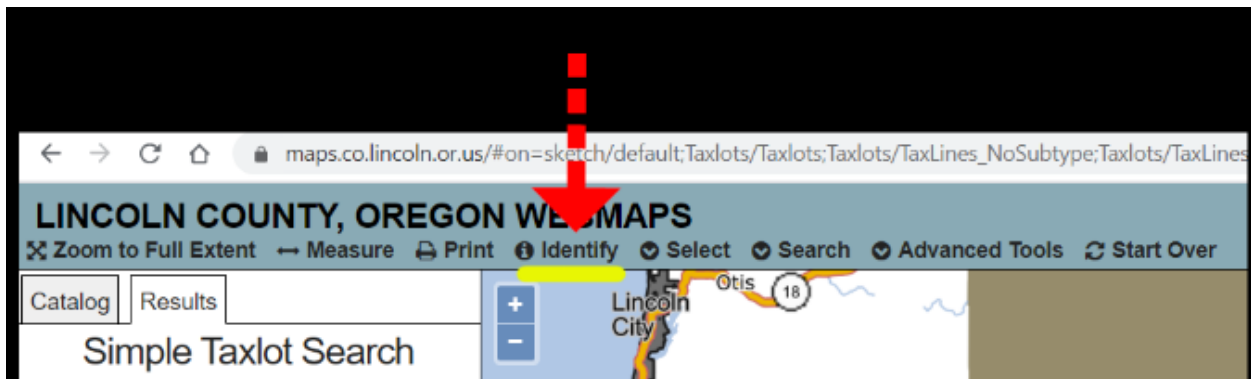 maps.co.lincoln.or.us/#on=sketch/default;Taxlots/Taxlots;Taxlots/TaxLines_NoSubtype;Taxlots/TaxLines
LINCOLN COUNTY, OREGON WEBMAPS
Zoom to Full Extent Measure Print Identify Select Search Advanced Tools Start Over
Catalog Results
Simple Taxlot Search
+
−
Otis 18
Lincoln
City